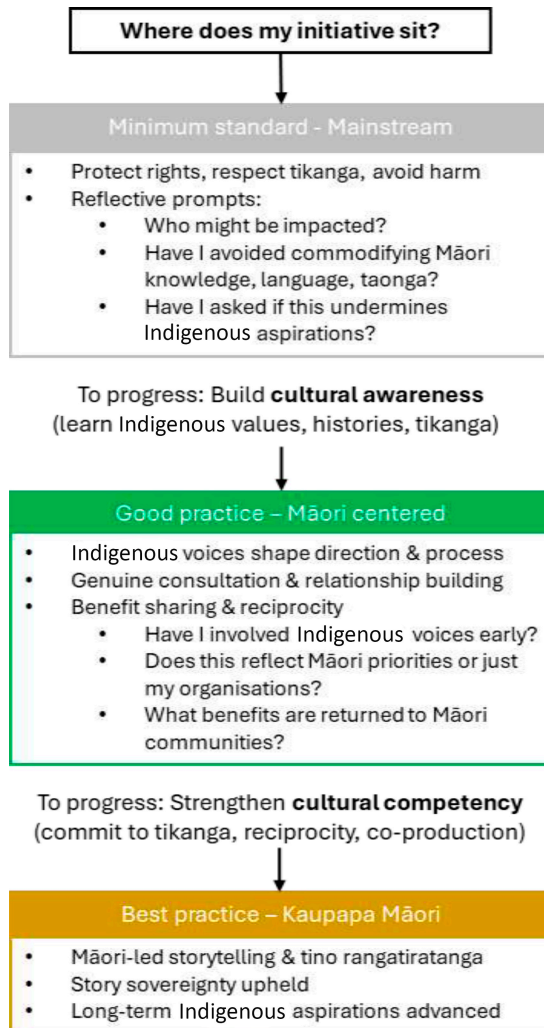 Where does my initiative sit?
Minimum standard - Mainstream
• Protect rights, respect tikanga, avoid harm
• Reflective prompts:
• Who might be impacted?
• Have I avoided commodifying Māori
knowledge, language, taonga?
• Have I asked if this undermines
Indigenous aspirations?
To progress: Build cultural awareness
(learn Indigenous values, histories, tikanga)
Good practice – Māori centered
• Indigenous voices shape direction & process
• Genuine consultation & relationship building
• Benefit sharing & reciprocity
• Have I involved Indigenous voices early?
• Does this reflect Māori priorities or just
my organisations?
• What benefits are returned to Māori
communities?
To progress: Strengthen cultural competency
(commit to tikanga, reciprocity, co-production)
Best practice – Kaupapa Māori
• Māori-led storytelling & tino rangatiratanga
• Story sovereignty upheld
• Long-term Indigenous aspirations advanced